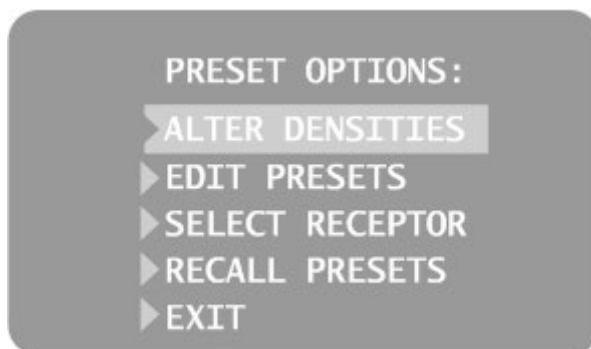 PRESET OPTIONS:
ALTER DENSITIES
EDIT PRESETS
SELECT RECEPTOR
RECALL PRESETS
EXIT